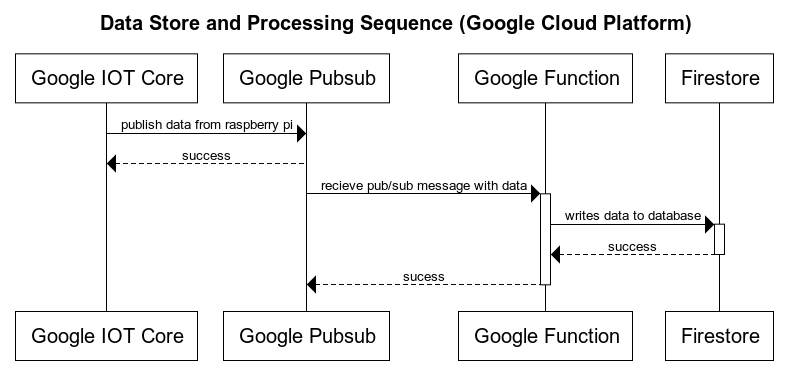 Data Store and Processing Sequence (Google Cloud Platform)
Google IOT Core
Google Pubsub
Google Function
Firestore
publish data from raspberry pi
success
recieve pub/sub message with data
writes data to database
success
sucess
Google IOT Core
Google Pubsub
Google Function
Firestore